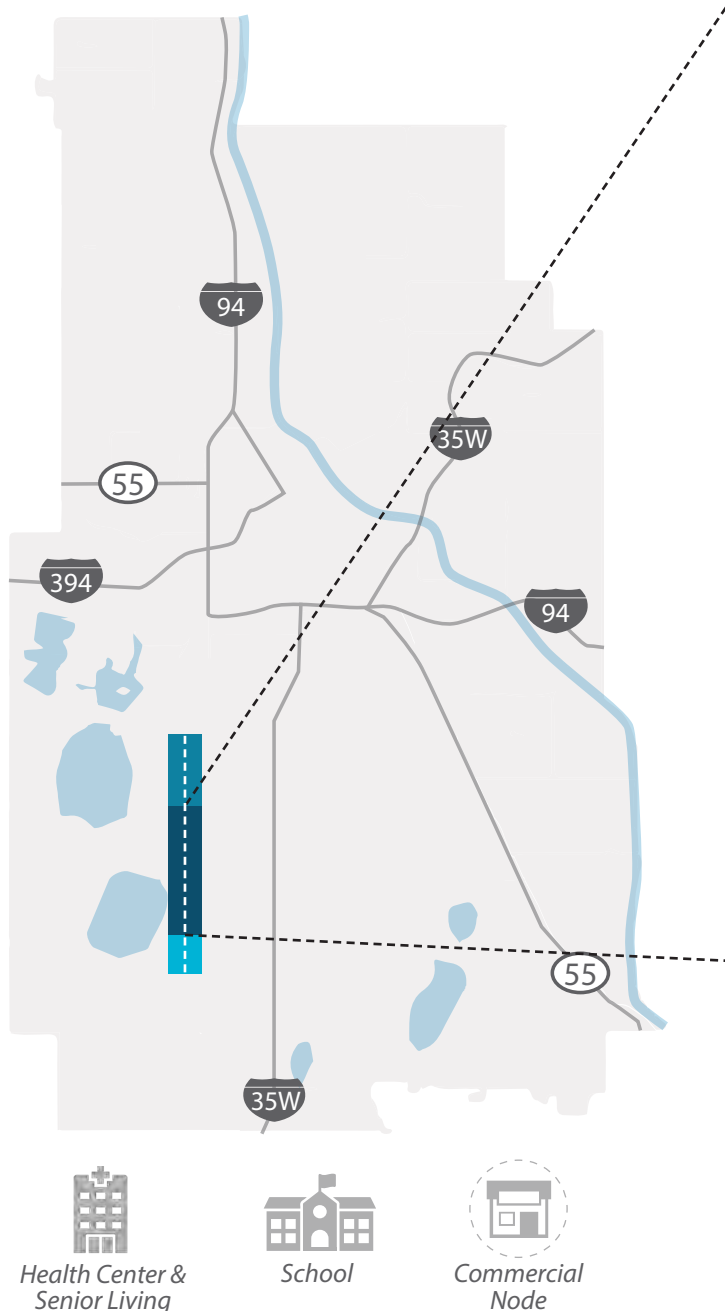 94
35W
55
394
94
55
35W
Health Center &
Senior Living
School
Commercial
Node